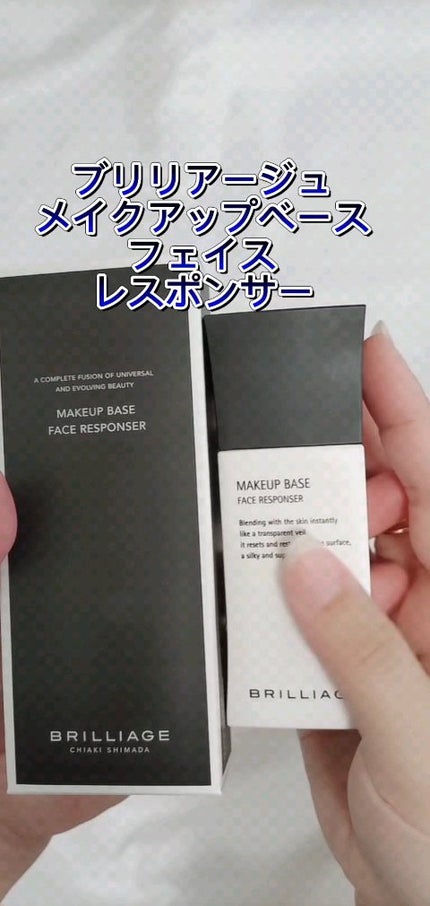 ブリリアージュ
メイクアップベース
フェイス
レスポンサー
A COMPLETE FUSION OF UNIVERSAL
AND EVOLVING BEAUTY
MAKEUP BASE
FACE RESPONSER
BRILLIAGE
CHIAKI SHIMADA
MAKEUP BASE
FACE RESPONSER
Blending with the skin instantly
like a transparent veil
it resets and surface,
a silky and
BRILLIAG